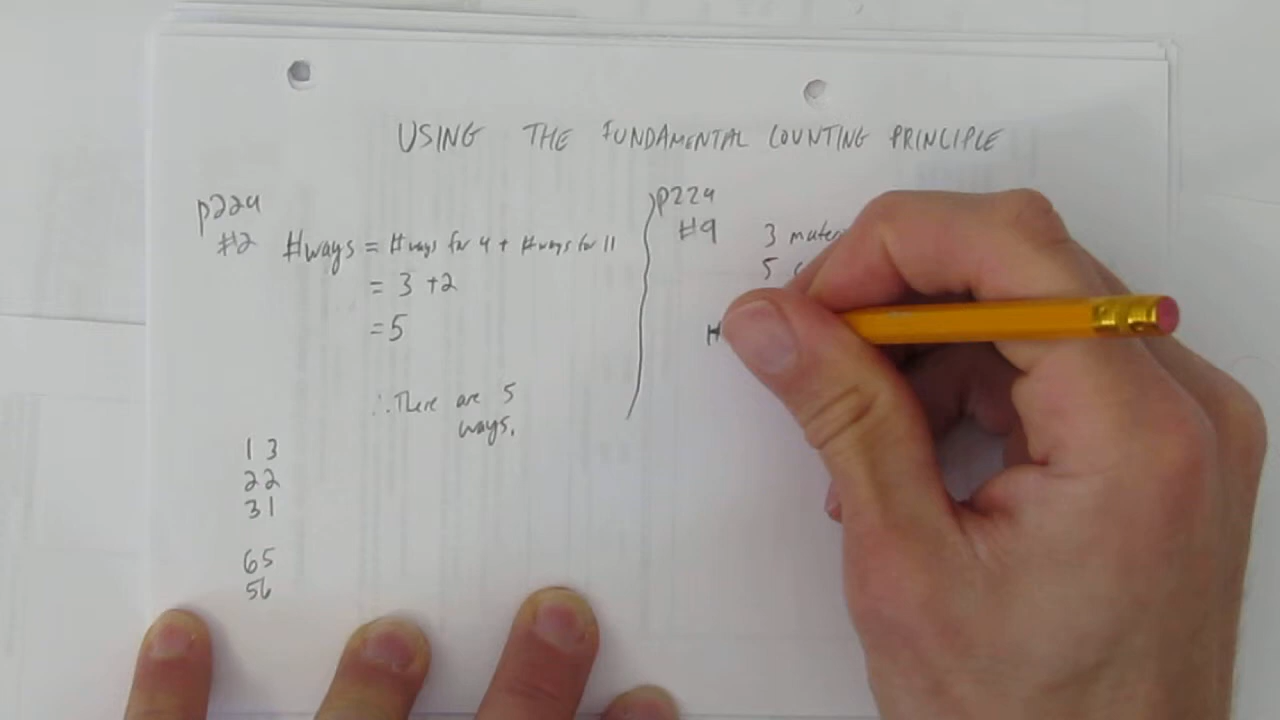 USING THE FUNDAMENTAL COUNTING PRINCIPLE
p224
#2 #ways = #ways for 4 + #ways for 11
= 3 + 2
= 5
∴ There are 5
ways.
1 3
2 2
3 1
6 5
5 6
p224
#9 3
5
#